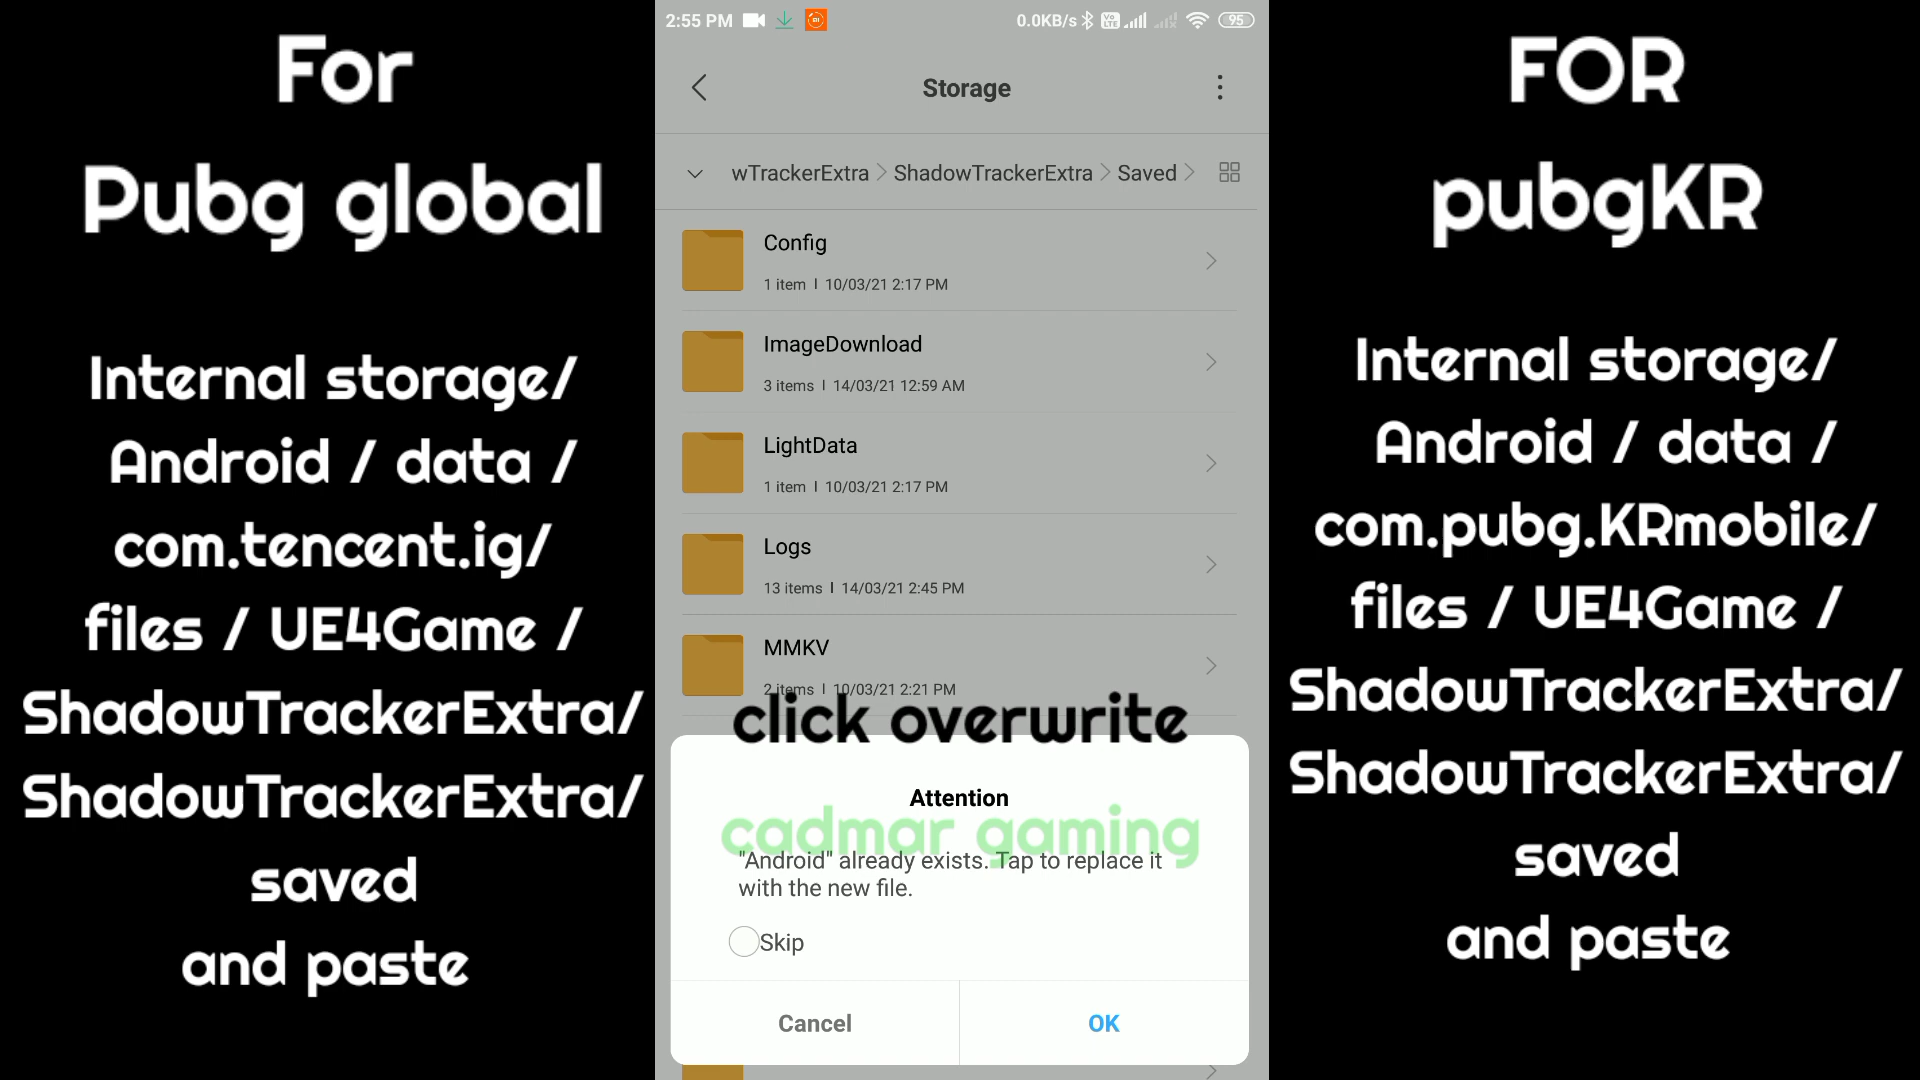 For
Pubg global
Internal storage/
Android / data /
com.tencent.ig/
files / UE4Game /
ShadowTrackerExtra/
ShadowTrackerExtra/
saved
and paste
2:55 PM
0.0KB/s
Vo LTE
95
Storage
wTrackerExtra > ShadowTrackerExtra > Saved >
Config
1 item | 10/03/21 2:17 PM
ImageDownload
3 items | 14/03/21 12:59 AM
LightData
1 item | 10/03/21 2:17 PM
Logs
13 items | 14/03/21 2:45 PM
MMKV
2 items | 10/03/21 2:21 PM
click overwrite
Attention
cadmar gaming
"Android" already exists. Tap to replace it
with the new file.
Skip
Cancel
OK
FOR
pubgKR
Internal storage/
Android / data /
com.pubg.KRmobile/
files / UE4Game /
ShadowTrackerExtra/
ShadowTrackerExtra/
saved
and paste